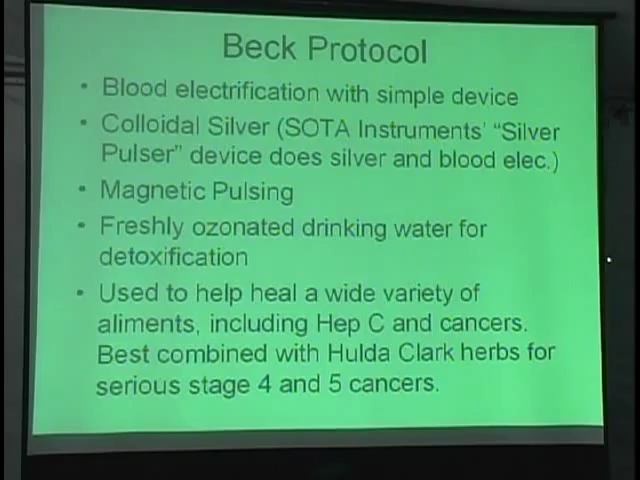 Beck Protocol
• Blood electrification with simple device
• Colloidal Silver (SOTA Instruments' "Silver
Pulser" device does silver and blood elec.)
• Magnetic Pulsing
• Freshly ozonated drinking water for
detoxification
• Used to help heal a wide variety of
aliments, including Hep C and cancers.
Best combined with Hulda Clark herbs for
serious stage 4 and 5 cancers.